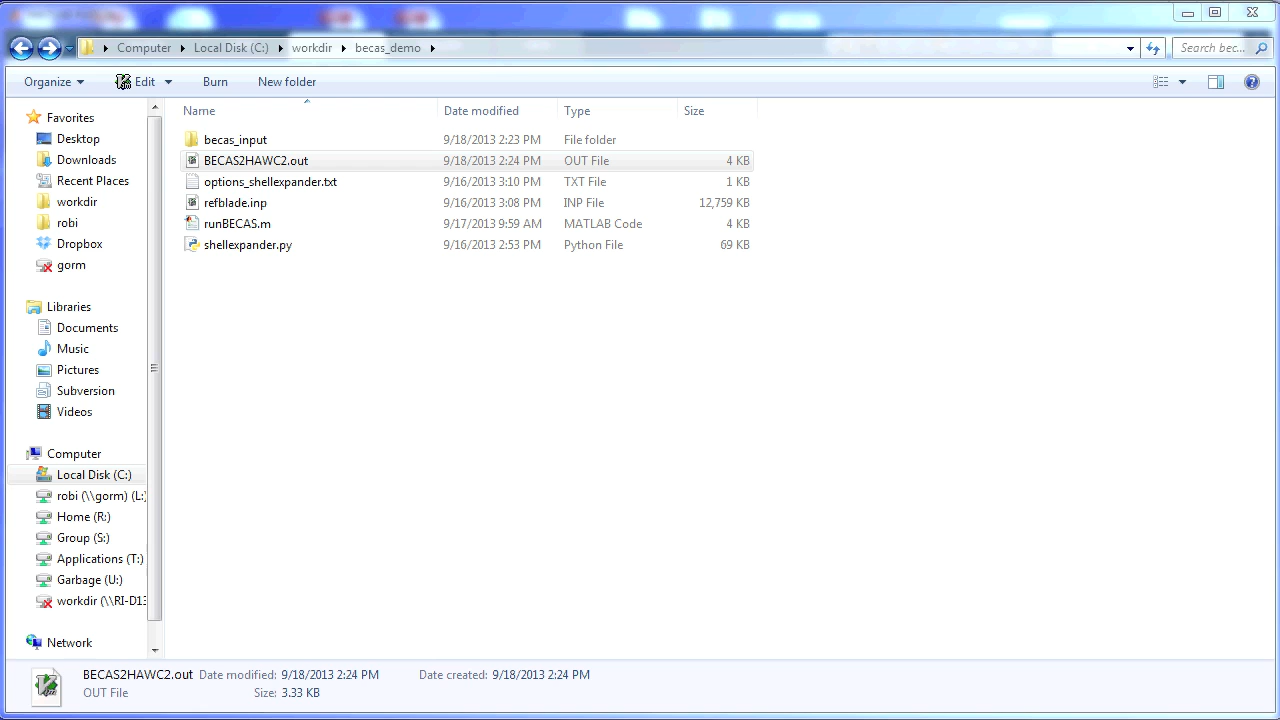 Computer Local Disk (C:) workdir becas_demo Search bec...
Organize Edit Burn New folder
Name Date modified Type Size
becas_input 9/18/2013 2:23 PM File folder
BECAS2HAWC2.out 9/18/2013 2:24 PM OUT File 4 KB
options_shellexpander.txt 9/16/2013 3:10 PM TXT File 1 KB
refblade.inp 9/16/2013 3:08 PM INP File 12,759 KB
runBECAS.m 9/17/2013 9:59 AM MATLAB Code 4 KB
shellexpander.py 9/16/2013 2:53 PM Python File 69 KB
Favorites
Desktop
Downloads
Recent Places
workdir
robi
Dropbox
gorm
Libraries
Documents
Music
Pictures
Subversion
Videos
Computer
Local Disk (C:)
robi (\\gorm) (L:)
Home (R:)
Group (S:)
Applications (T:)
Garbage (U:)
workdir (\\RI-D13
Network
BECAS2HAWC2.out Date modified: 9/18/2013 2:24 PM Date created: 9/18/2013 2:24 PM
OUT File Size: 3.33 KB